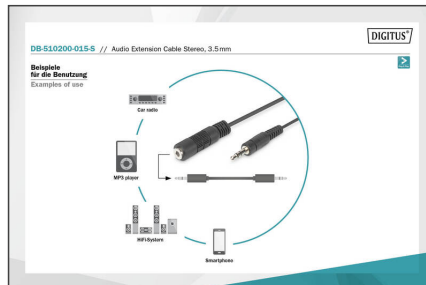 DIGITUS®
DB-510200-015-S // Audio Extension Cable Stereo, 3.5 mm
Beispiele
für die Benutzung
Examples of use
Car radio
MP3 player
HiFi-System
Smartphone